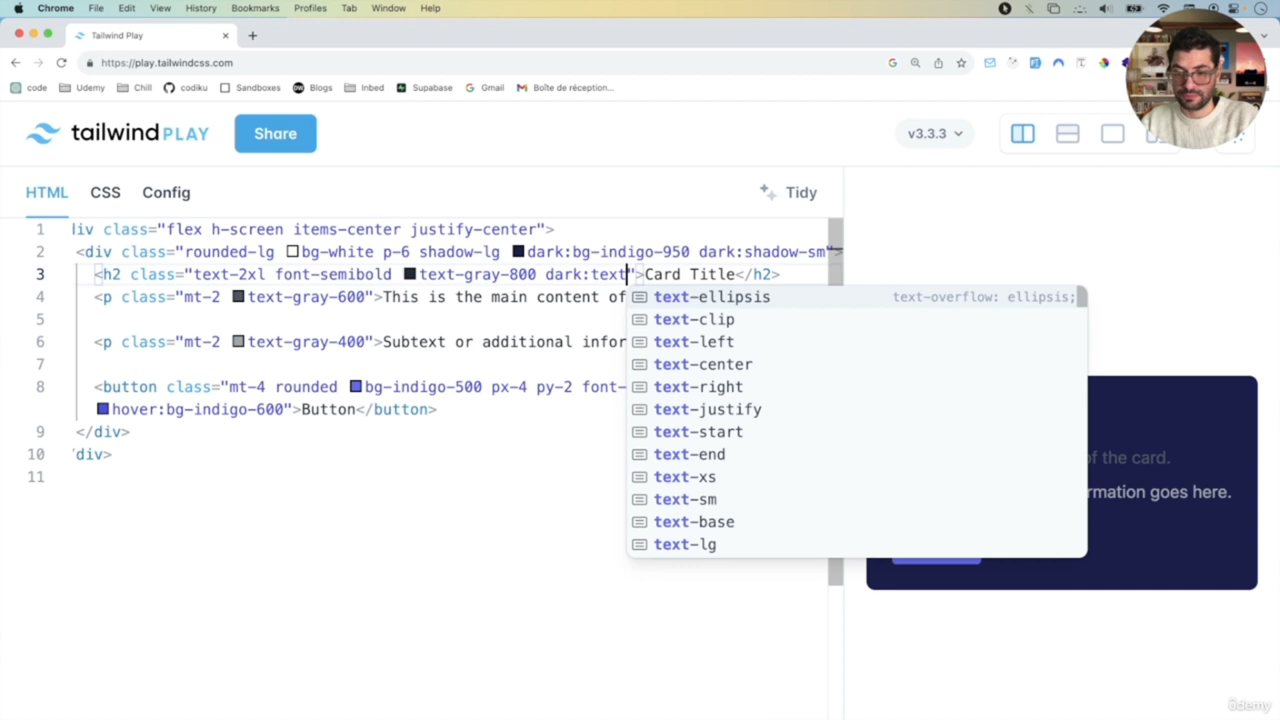 Chrome File Edit View History Bookmarks Profiles Tab Window Help
Tailwind Play
https://play.tailwindcss.com
code Udemy Chill codiku Sandboxes Blogs Inbed Supabase Gmail Boîte de réception...
tailwind PLAY Share v3.3.3
HTML CSS Config Tidy
1 liv class="flex h-screen items-center justify-center">
2 <div class="rounded-lg bg-white p-6 shadow-lg dark:bg-indigo-950 dark:shadow-sm">
3 <h2 class="text-2xl font-semibold text-gray-800 dark:text">Card Title</h2>
4 <p class="mt-2 text-gray-600">This is the main content of
text-ellipsis text-overflow: ellipsis;
5
text-clip
6 <p class="mt-2 text-gray-400">Subtext or additional infor
text-left
7
text-center
8 <button class="mt-4 rounded bg-indigo-500 px-4 py-2 font-
text-right
hover:bg-indigo-600">Button</button>
text-justify
9 </div>
text-start
10 div>
text-end
11
text-xs
text-sm
text-base
text-lg
of the card.
rmation goes here.
ûdemy